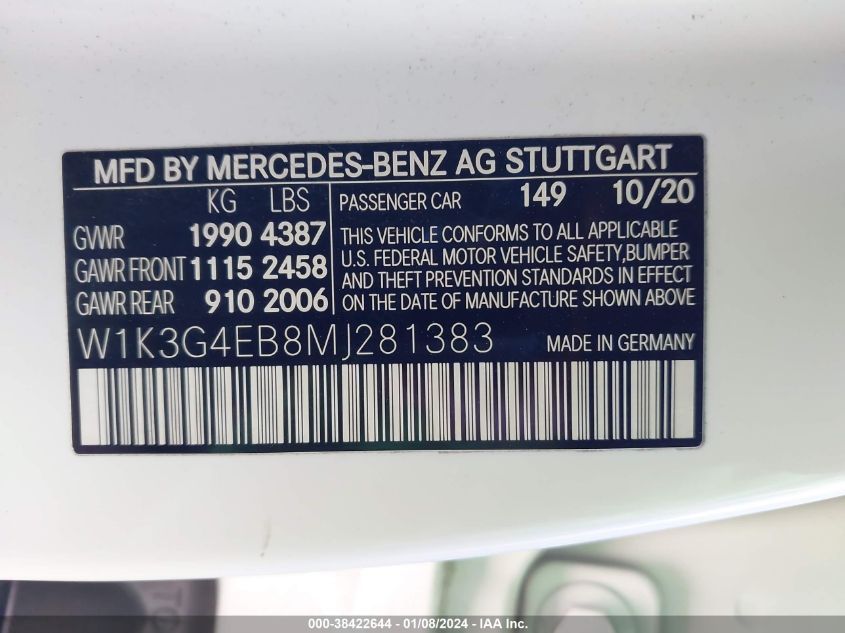 MFD BY MERCEDES-BENZ AG STUTTGART
KG LBS
GVWR 1990 4387
GAWR FRONT 1115 2458
GAWR REAR 910 2006
PASSENGER CAR 149 10/20
THIS VEHICLE CONFORMS TO ALL APPLICABLE
U.S. FEDERAL MOTOR VEHICLE SAFETY,BUMPER
AND THEFT PREVENTION STANDARDS IN EFFECT
ON THE DATE OF MANUFACTURE SHOWN ABOVE
W1K3G4EB8MJ281383 MADE IN GERMANY
000-38422644 - 01/08/2024 - IAA Inc.